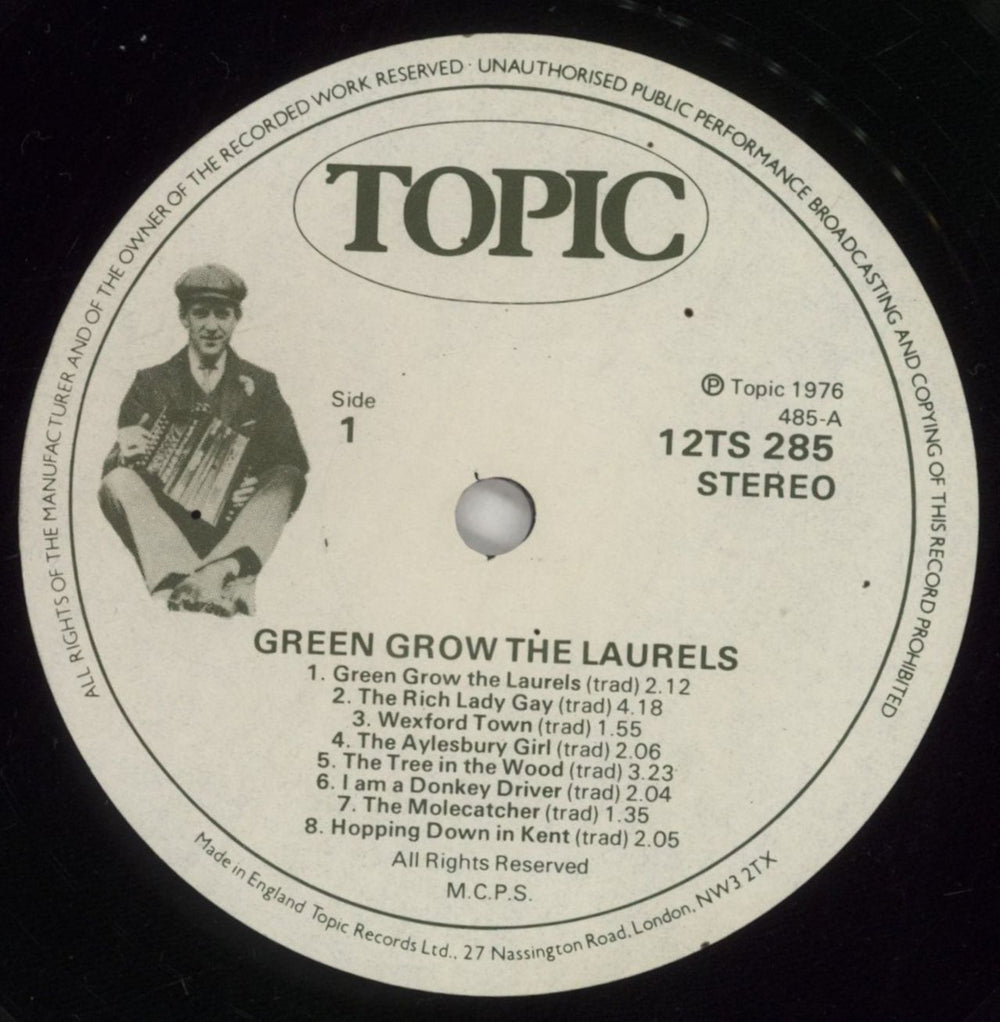 ALL RIGHTS OF THE MANUFACTURER AND OF THE OWNER OF THE RECORDED WORK RESERVED · UNAUTHORISED PUBLIC PERFORMANCE BROADCASTING AND COPYING OF THIS RECORD PROHIBITED
TOPIC
Side
1
Ⓟ Topic 1976
485-A
12TS 285
STEREO
GREEN GROW THE LAURELS
1. Green Grow the Laurels (trad) 2.12
2. The Rich Lady Gay (trad) 4.18
3. Wexford Town (trad) 1.55
4. The Aylesbury Girl (trad) 2.06
5. The Tree in the Wood (trad) 3.23
6. I am a Donkey Driver (trad) 2.04
7. The Molecatcher (trad) 1.35
8. Hopping Down in Kent (trad) 2.05
All Rights Reserved
M.C.P.S.
Made in England Topic Records Ltd., 27 Nassington Road, London, NW3 2TX